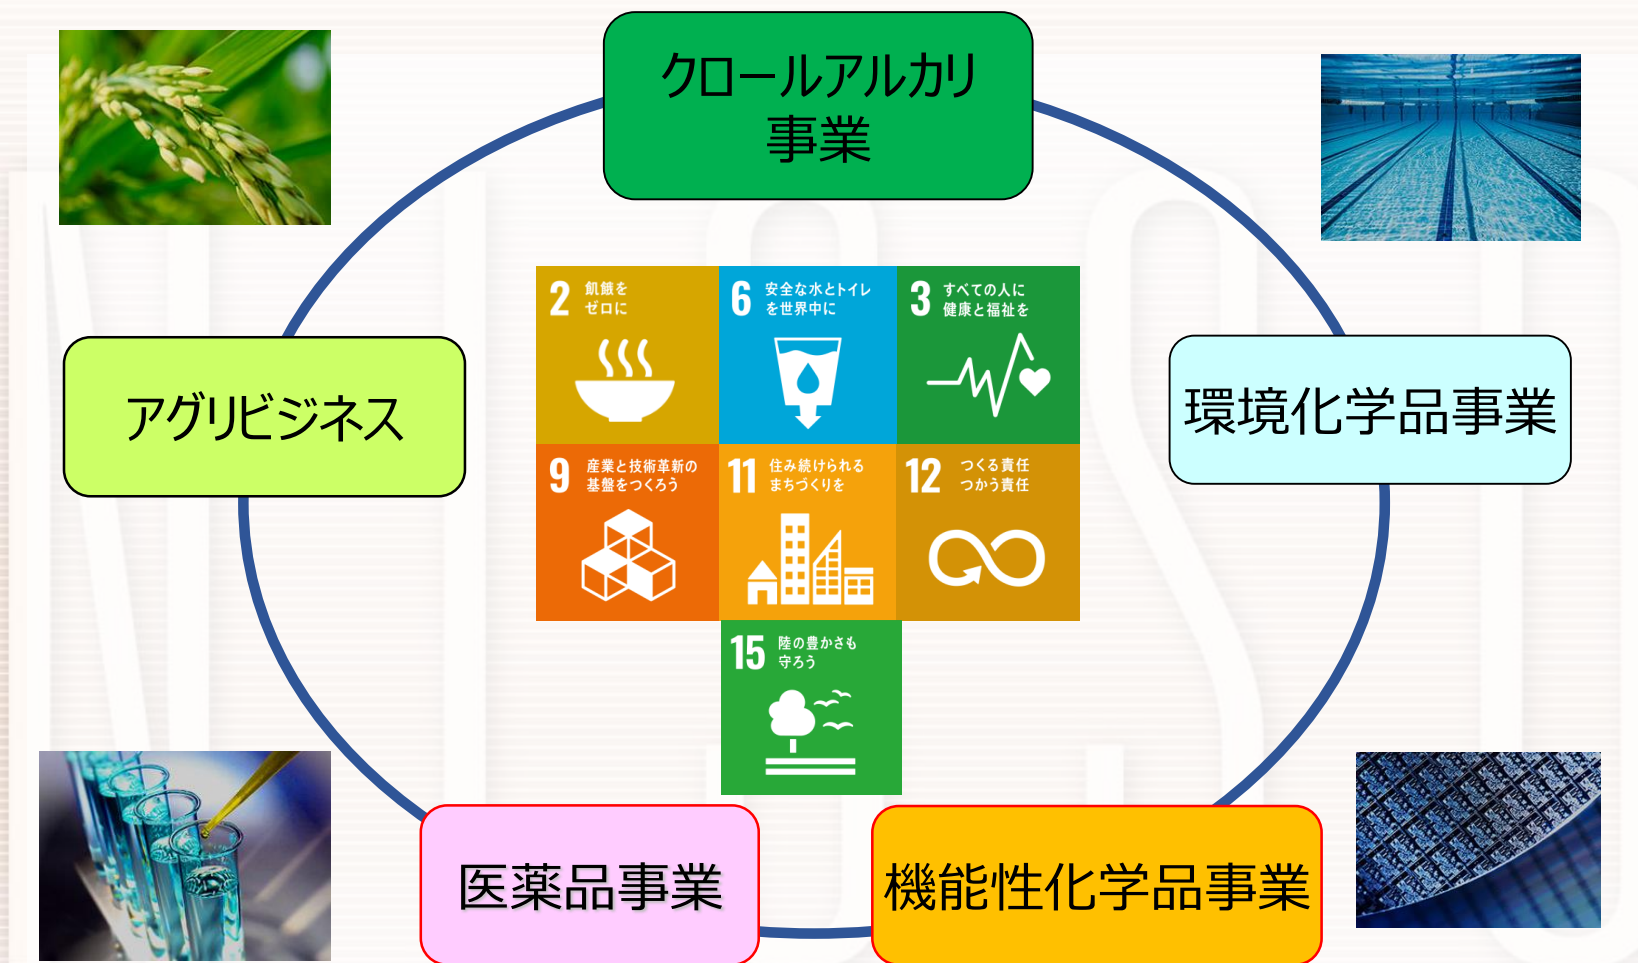 クロールアルカリ
事業
2 飢餓を
ゼロに
6 安全な水とトイレ
を世界中に
3 すべての人に
健康と福祉を
アグリビジネス
環境化学品事業
9 産業と技術革新の
基盤をつくろう
11 住み続けられる
まちづくりを
12 つくる責任
つかう責任
15 陸の豊かさも
守ろう
医薬品事業
機能性化学品事業